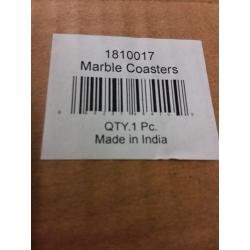 1810017
Marble Coasters
QTY.1 Pc.
Made in India